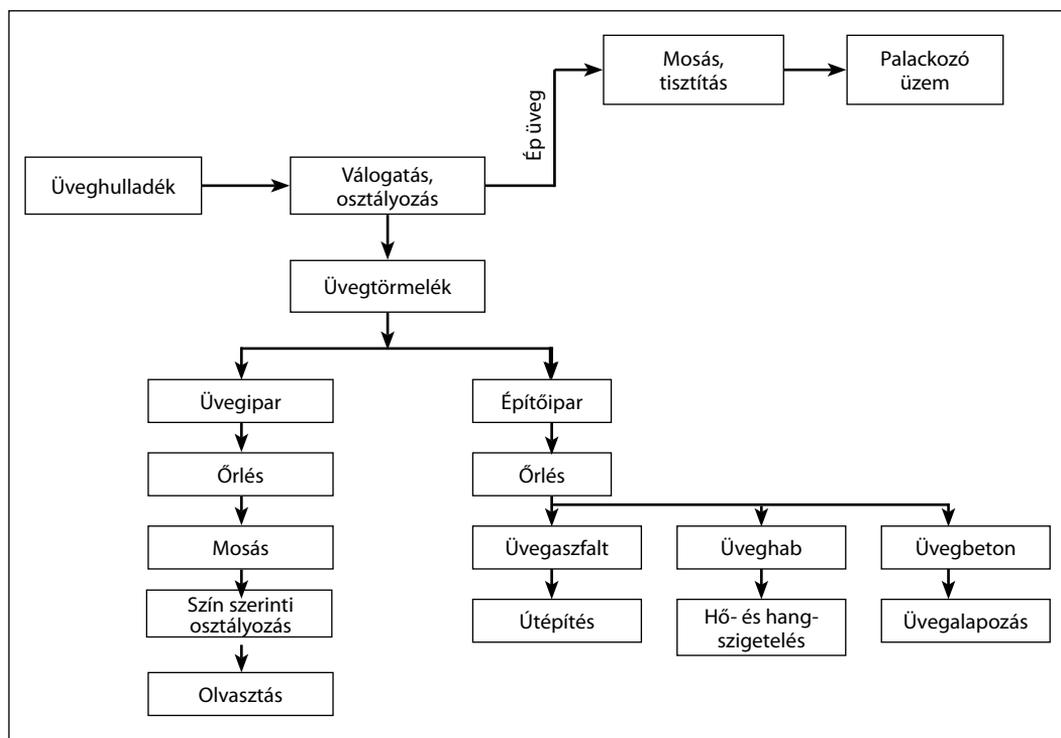 Mosás,
tisztítás
Palackozó
üzem
Ép üveg
Üveghulladék
Válogatás,
osztályozás
Üvegtörmelék
Üvegipar
Építőipar
Őrlés
Őrlés
Mosás
Üvegaszfalt
Üveghab
Üvegbeton
Szín szerinti
osztályozás
Útépítés
Hő- és hang-
szigetelés
Üvegalapozás
Olvasztás